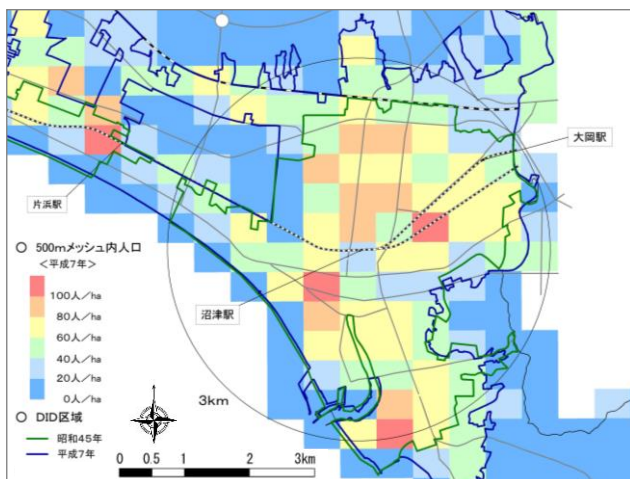 大岡駅
片浜駅
○ 500mメッシュ内人口
<平成7年>
100人/ha
80人/ha
60人/ha
40人/ha
20人/ha
0人/ha
沼津駅
3km
○ DID区域
昭和45年
平成7年
0 0.5 1 2 3km